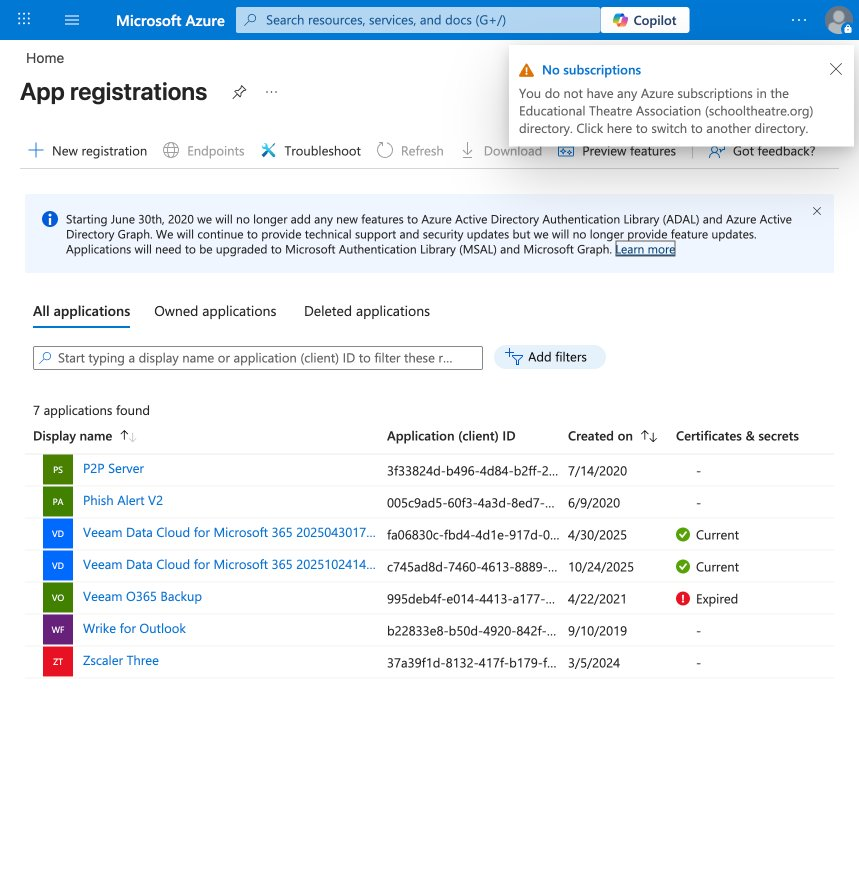 Microsoft Azure
Search resources, services, and docs (G+/)
Copilot
Home
App registrations
No subscriptions
You do not have any Azure subscriptions in the
Educational Theatre Association (schooltheatre.org)
directory. Click here to switch to another directory.
New registration
Endpoints
Troubleshoot
Refresh
Download
Preview features
Got feedback?
Starting June 30th, 2020 we will no longer add any new features to Azure Active Directory Authentication Library (ADAL) and Azure Active
Directory Graph. We will continue to provide technical support and security updates but we will no longer provide feature updates.
Applications will need to be upgraded to Microsoft Authentication Library (MSAL) and Microsoft Graph. Learn more
All applications
Owned applications
Deleted applications
Start typing a display name or application (client) ID to filter these r...
Add filters
7 applications found
Display name
Application (client) ID
Created on
Certificates & secrets
PS P2P Server 3f33824d-b496-4d84-b2ff-2... 7/14/2020 -
PA Phish Alert V2 005c9ad5-60f3-4a3d-8ed7-... 6/9/2020 -
VD Veeam Data Cloud for Microsoft 365 2025043017... fa06830c-fbd4-4d1e-917d-0... 4/30/2025 Current
VD Veeam Data Cloud for Microsoft 365 2025102414... c745ad8d-7460-4613-8889-... 10/24/2025 Current
VO Veeam O365 Backup 995deb4f-e014-4413-a177-... 4/22/2021 Expired
WF Wrike for Outlook b22833e8-b50d-4920-842f-... 9/10/2019 -
ZT Zscaler Three 37a39f1d-8132-417f-b179-f... 3/5/2024 -